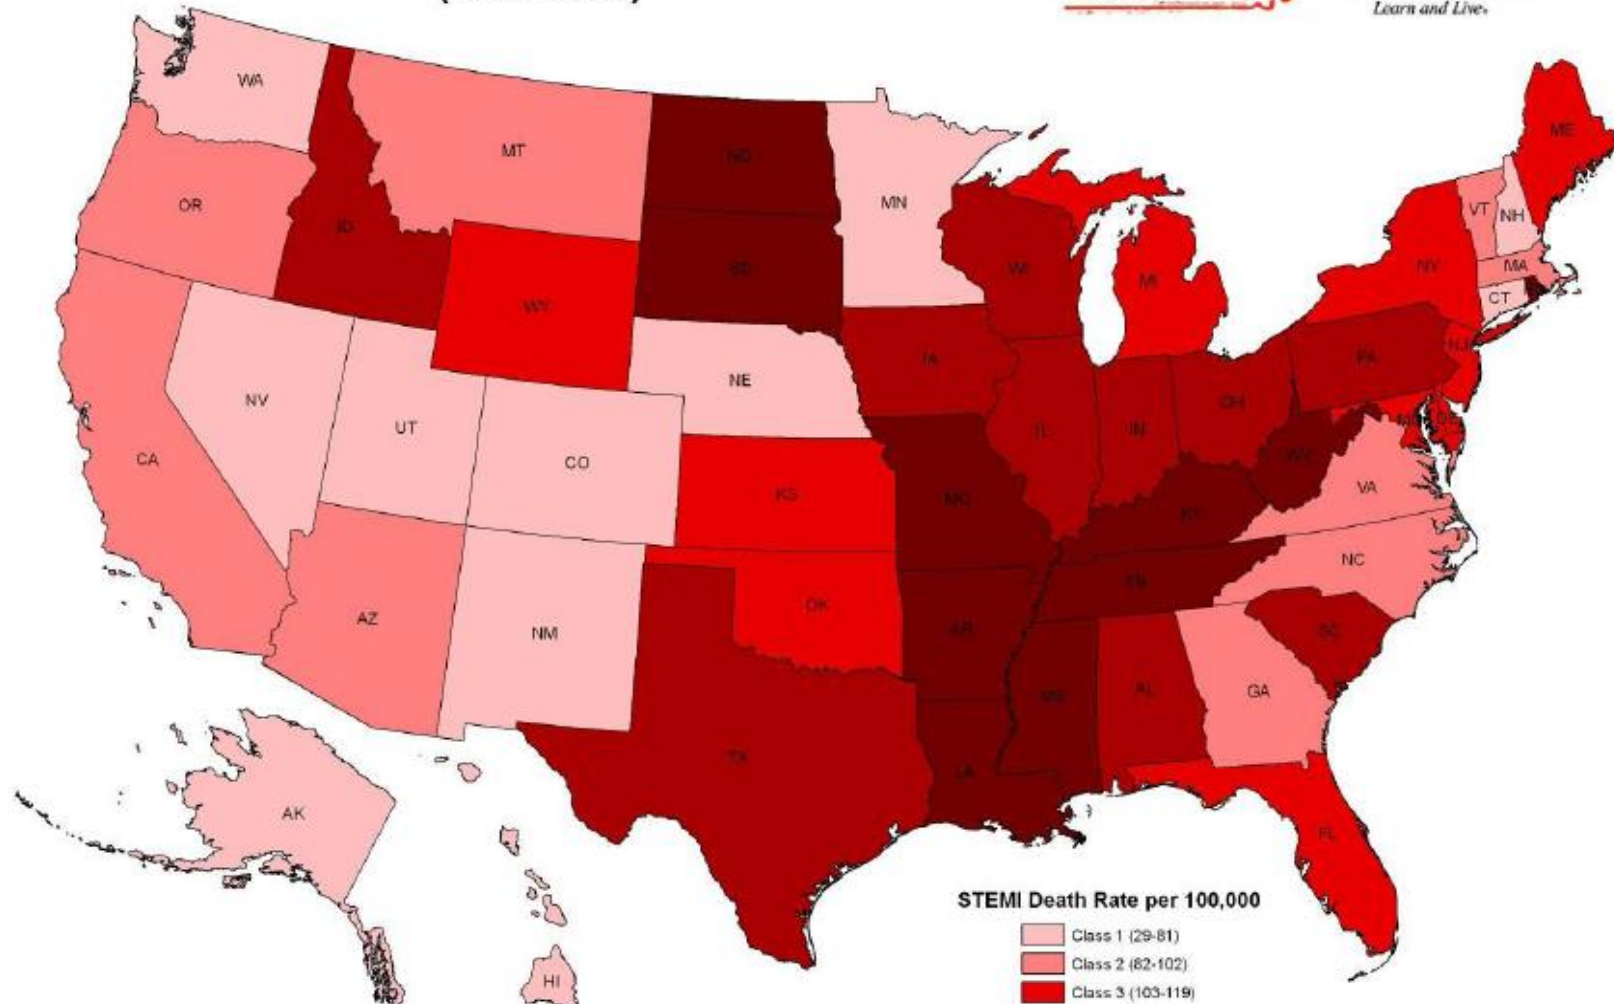 Learn and Live®
WA
MT
ND
MN
ME
OR
ID
SD
WI
MI
NY
VT
NH
MA
CT
WY
IA
PA
NJ
NE
NV
UT
CO
IL
IN
OH
WV
VA
CA
KS
MO
KY
NC
AZ
NM
OK
AR
TN
SC
TX
LA
MS
AL
GA
FL
AK
HI
STEMI Death Rate per 100,000
Class 1 (29-81)
Class 2 (82-102)
Class 3 (103-119)